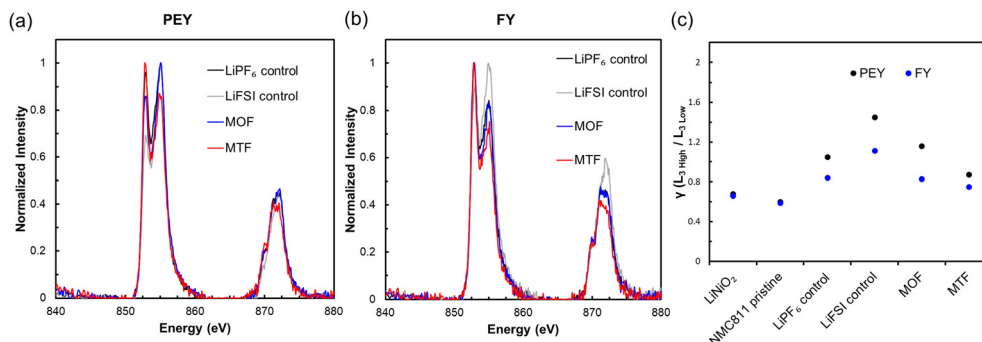 (a)
PEY
Normalized Intensity
1
0.8
0.6
0.4
0.2
0
840
850
860
870
880
Energy (eV)
LiPF₆ control
LiFSI control
MOF
MTF
(b)
FY
Normalized Intensity
1
0.8
0.6
0.4
0.2
0
840
850
860
870
880
Energy (eV)
LiPF₆ control
LiFSI control
MOF
MTF
(c)
γ (L₃ High / L₃ Low)
2
1.6
1.2
0.8
0.4
0
PEY
FY
LiNiO₂
NMC811 pristine
LiPF₆ control
LiFSI control
MOF
MTF